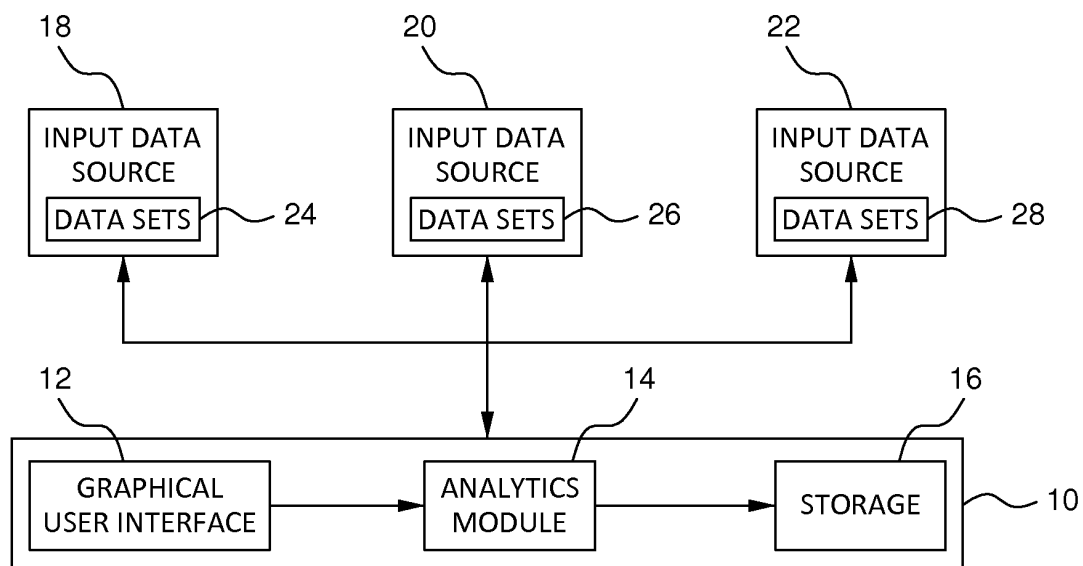 18
20
22
INPUT DATA
SOURCE
DATA SETS
24
INPUT DATA
SOURCE
DATA SETS
26
INPUT DATA
SOURCE
DATA SETS
28
12
14
16
GRAPHICAL
USER INTERFACE
ANALYTICS
MODULE
STORAGE
10